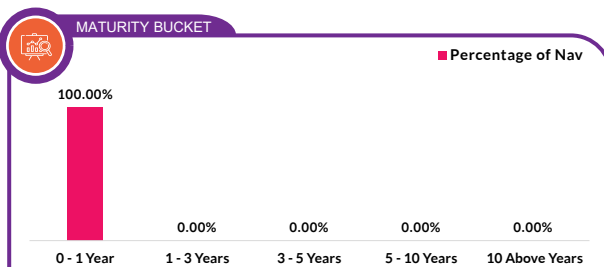 MATURITY BUCKET
Percentage of Nav
100.00%
0.00% 0.00% 0.00% 0.00%
0 - 1 Year 1 - 3 Years 3 - 5 Years 5 - 10 Years 10 Above Years